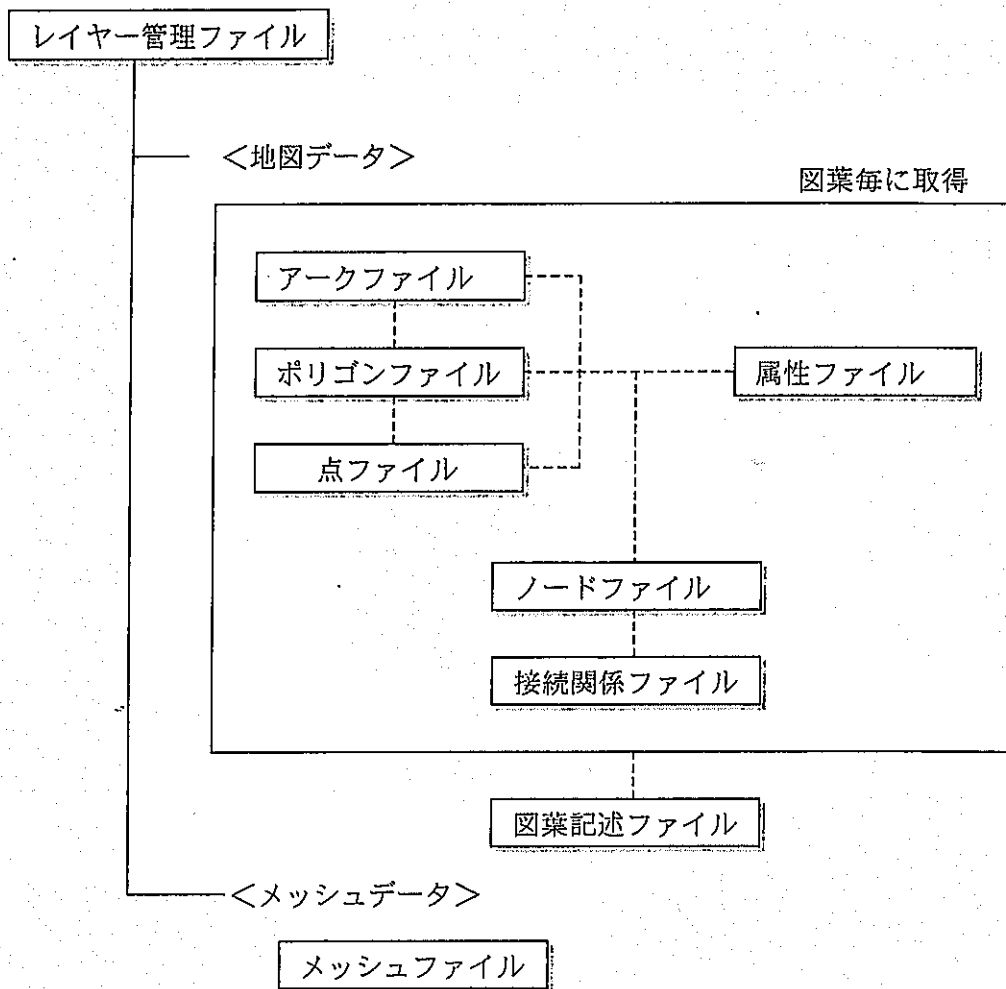 レイヤー管理ファイル
＜地図データ＞
図葉毎に取得
アークファイル
ポリゴンファイル
属性ファイル
点ファイル
ノードファイル
接続関係ファイル
図葉記述ファイル
＜メッシュデータ＞
メッシュファイル